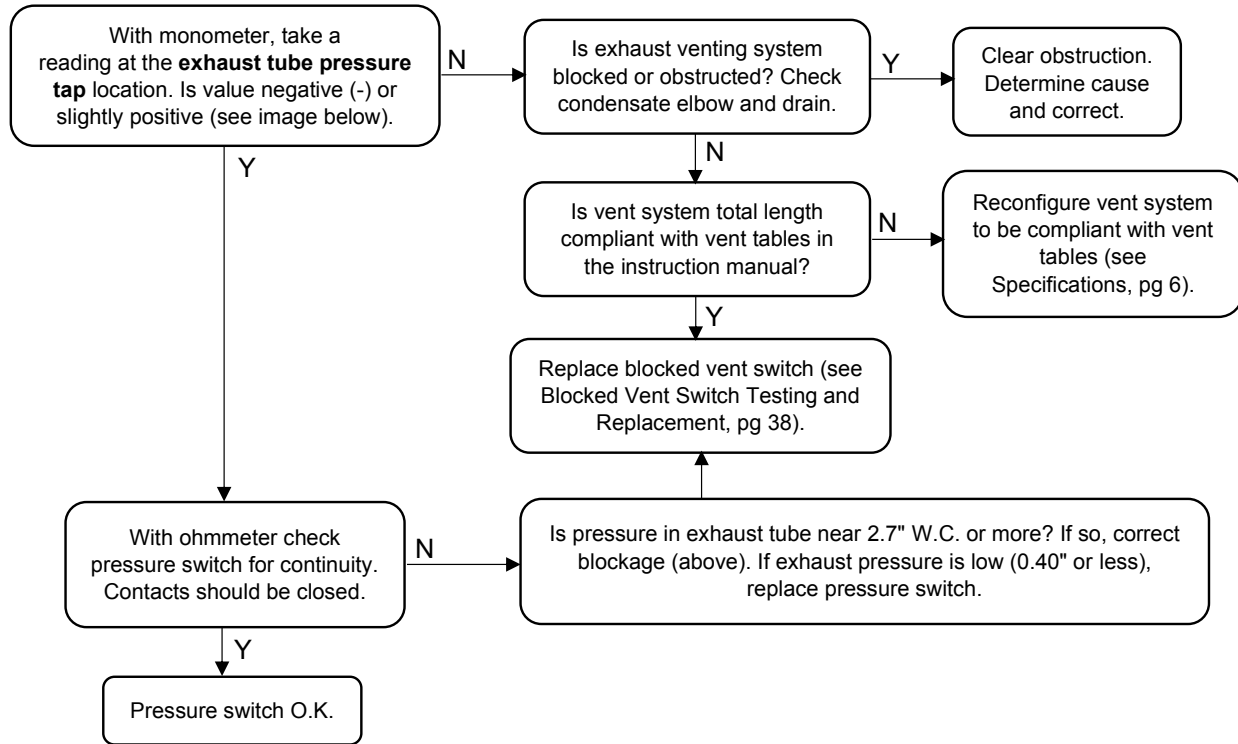 With monometer, take a
reading at the exhaust tube pressure
tap location. Is value negative (-) or
slightly positive (see image below).
N
Is exhaust venting system
blocked or obstructed? Check
condensate elbow and drain.
Y
Clear obstruction.
Determine cause
and correct.
Y
N
Is vent system total length
compliant with vent tables in
the instruction manual?
N
Reconfigure vent system
to be compliant with vent
tables (see
Specifications, pg 6).
Y
Replace blocked vent switch (see
Blocked Vent Switch Testing and
Replacement, pg 38).
With ohmmeter check
pressure switch for continuity.
Contacts should be closed.
N
Is pressure in exhaust tube near 2.7" W.C. or more? If so, correct
blockage (above). If exhaust pressure is low (0.40" or less),
replace pressure switch.
Y
Pressure switch O.K.